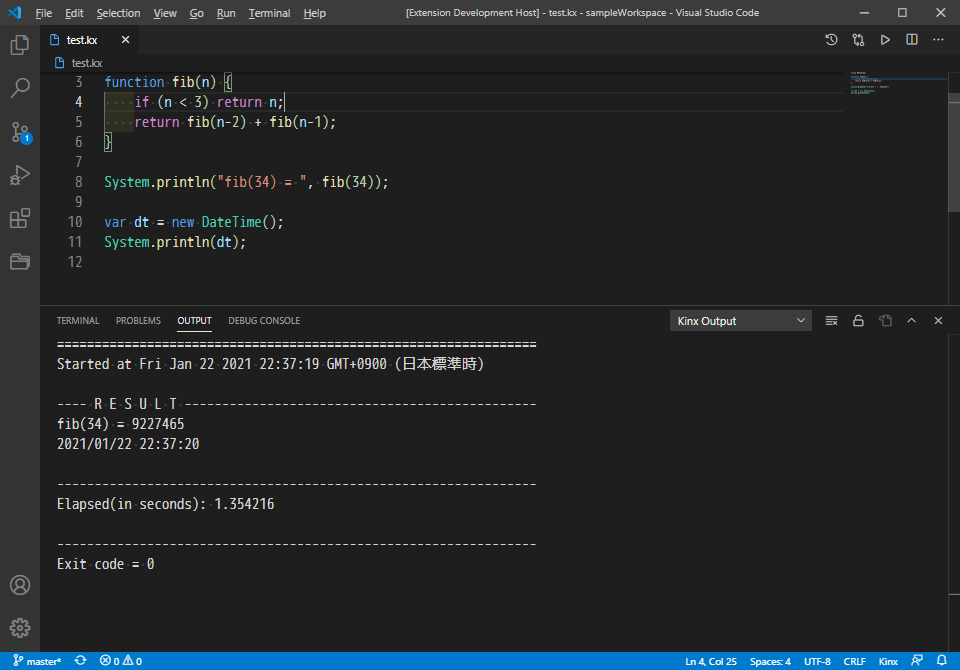 File Edit Selection View Go Run Terminal Help [Extension Development Host] - test.kx - sampleWorkspace - Visual Studio Code
test.kx
test.kx
3 function fib(n) {
4 if (n < 3) return n;
5 return fib(n-2) + fib(n-1);
6 }
7
8 System.println("fib(34) = ", fib(34));
9
10 var dt = new DateTime();
11 System.println(dt);
12
1
TERMINAL PROBLEMS OUTPUT DEBUG CONSOLE Kinx Output
================================================================
Started at Fri Jan 22 2021 22:37:19 GMT+0900 (日本標準時)
---- R E S U L T -----------------------------------------------
fib(34) = 9227465
2021/01/22 22:37:20
----------------------------------------------------------------
Elapsed(in seconds): 1.354216
----------------------------------------------------------------
Exit code = 0
master* 0 0 Ln 4, Col 25 Spaces: 4 UTF-8 CRLF Kinx